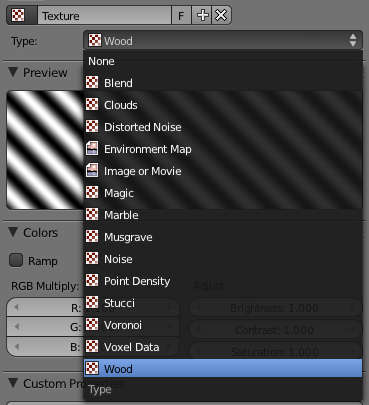 Texture F
Type: Wood
None
Preview
Blend
Clouds
Distorted Noise
Environment Map
Image or Movie
Magic
Marble
Musgrave
Colors
Noise
Ramp
Point Density
RGB Multiply: Adjust:
Stucci
R: Brightness: 1.000
Voronoi
G: Contrast: 1.000
Voxel Data
B: Saturation: 1.000
Wood
Custom
Type